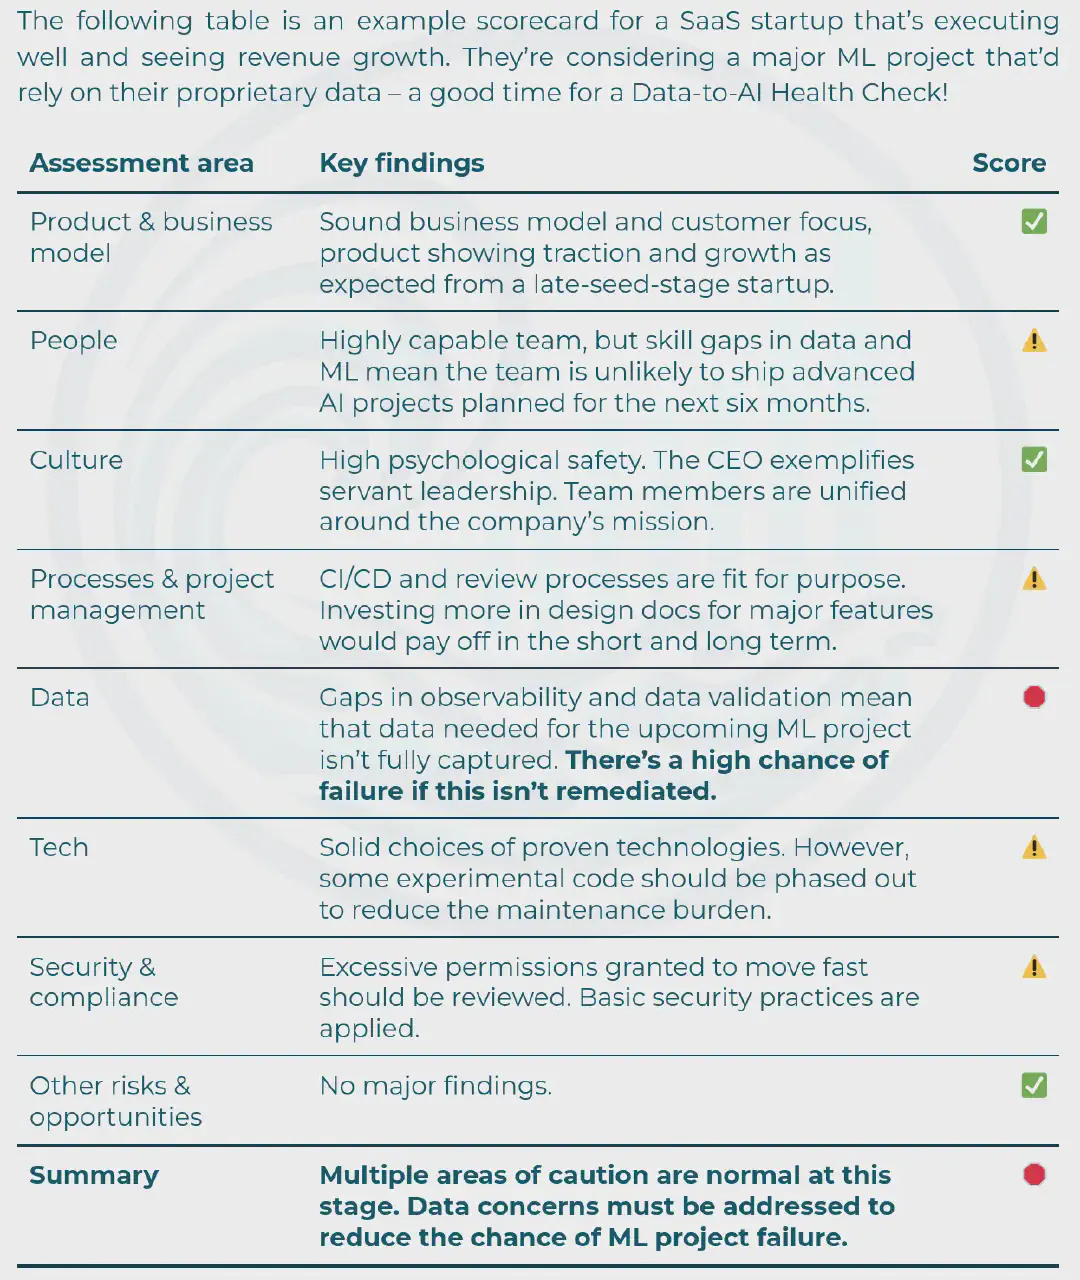 The following table is an example scorecard for a SaaS startup that's executing
well and seeing revenue growth. They're considering a major ML project that'd
rely on their proprietary data – a good time for a Data-to-AI Health Check!
Assessment area Key findings Score
Product & business Sound business model and customer focus, ✅
model product showing traction and growth as
expected from a late-seed-stage startup.
People Highly capable team, but skill gaps in data and ⚠️
ML mean the team is unlikely to ship advanced
AI projects planned for the next six months.
Culture High psychological safety. The CEO exemplifies ✅
servant leadership. Team members are unified
around the company's mission.
Processes & project CI/CD and review processes are fit for purpose. ⚠️
management Investing more in design docs for major features
would pay off in the short and long term.
Data Gaps in observability and data validation mean 🛑
that data needed for the upcoming ML project
isn't fully captured. There's a high chance of
failure if this isn't remediated.
Tech Solid choices of proven technologies. However, ⚠️
some experimental code should be phased out
to reduce the maintenance burden.
Security & Excessive permissions granted to move fast ⚠️
compliance should be reviewed. Basic security practices are
applied.
Other risks & No major findings. ✅
opportunities
Summary Multiple areas of caution are normal at this 🛑
stage. Data concerns must be addressed to
reduce the chance of ML project failure.